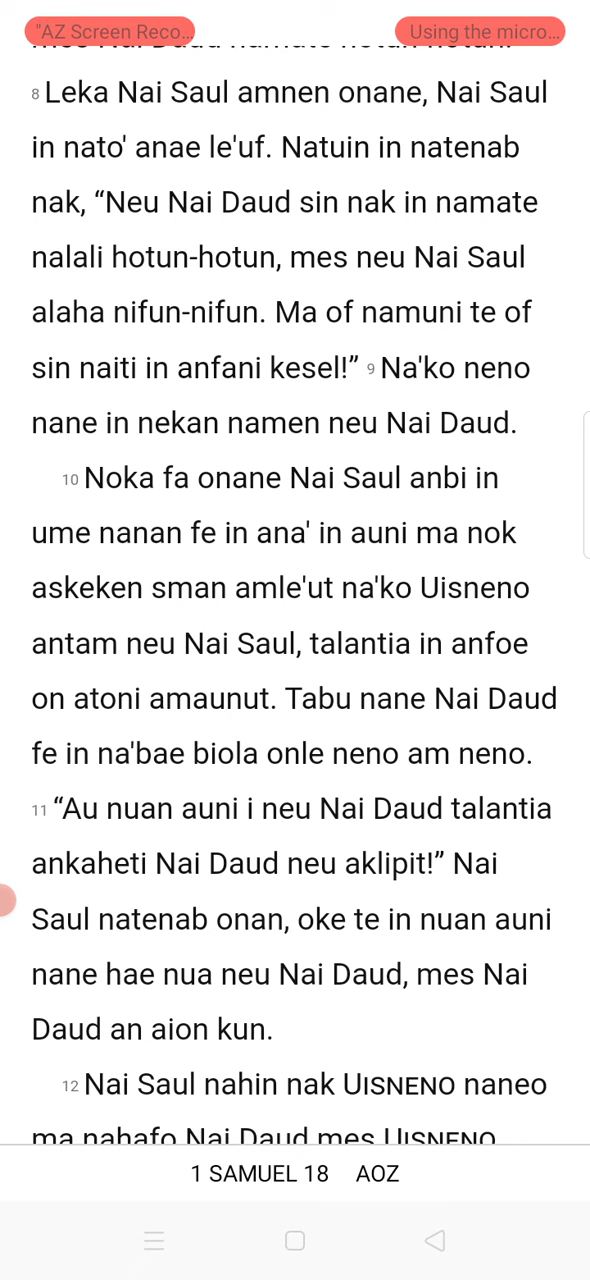 "AZ Screen Reco...
Using the micro...
8 Leka Nai Saul amnen onane, Nai Saul
in nato' anae le'uf. Natuin in natenab
nak, “Neu Nai Daud sin nak in namate
nalali hotun-hotun, mes neu Nai Saul
alaha nifun-nifun. Ma of namuni te of
sin naiti in anfani kesel!” 9 Na'ko neno
nane in nekan namen neu Nai Daud.
10 Noka fa onane Nai Saul anbi in
ume nanan fe in ana' in auni ma nok
askeken sman amle'ut na'ko Uisneno
antam neu Nai Saul, talantia in anfoe
on atoni amaunut. Tabu nane Nai Daud
fe in na'bae biola onle neno am neno.
11 “Au nuan auni i neu Nai Daud talantia
ankaheti Nai Daud neu aklipit!” Nai
Saul natenab onan, oke te in nuan auni
nane hae nua neu Nai Daud, mes Nai
Daud an aion kun.
12 Nai Saul nahin nak UISNENO naneo
ma nahafo Nai Daud mes UISNENO
1 SAMUEL 18 AOZ